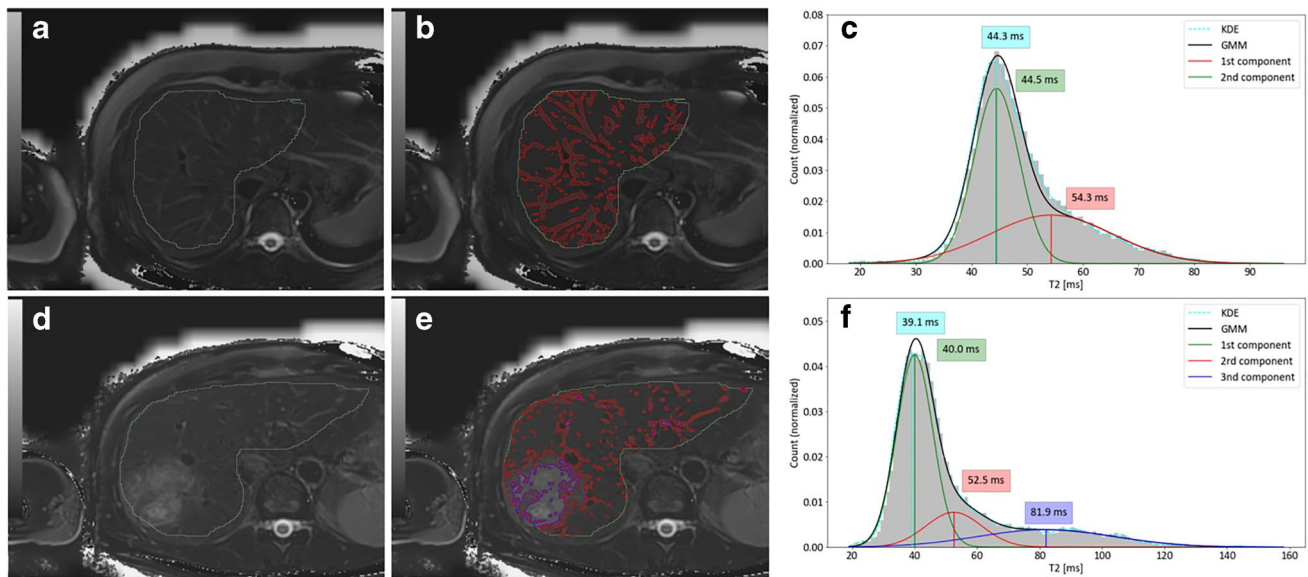 a
b
c
0.08
0.07
0.06
0.05
0.04
0.03
0.02
0.01
0.00
Count (normalized)
20
30
40
50
60
70
80
90
T2 [ms]
44.3 ms
44.5 ms
54.3 ms
KDE
GMM
1st component
2nd component
d
e
f
0.05
0.04
0.03
0.02
0.01
0.00
Count (normalized)
20
40
60
80
100
120
140
160
T2 [ms]
39.1 ms
40.0 ms
52.5 ms
81.9 ms
KDE
GMM
1st component
2rd component
3nd component